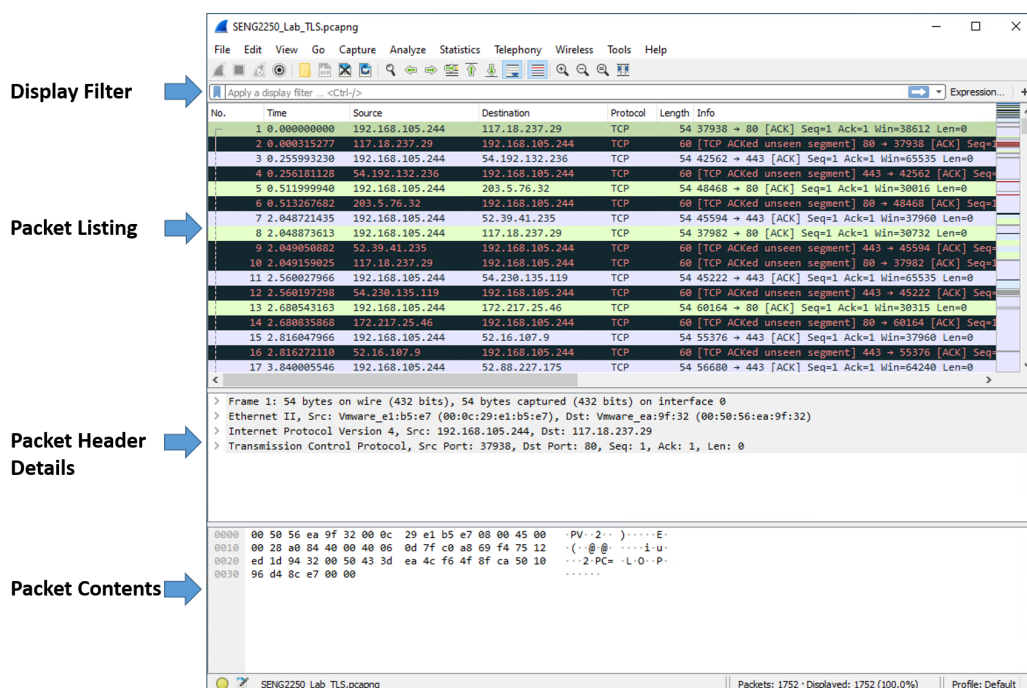 SENG2250_Lab_TLS.pcapng
File Edit View Go Capture Analyze Statistics Telephony Wireless Tools Help
Display Filter
Apply a display filter ... <Ctrl-/> Expression... +
No. Time Source Destination Protocol Length Info
1 0.000000000 192.168.105.244 117.18.237.29 TCP 54 37938 → 80 [ACK] Seq=1 Ack=1 Win=38612 Len=0
2 0.000315277 117.18.237.29 192.168.105.244 TCP 60 [TCP ACKed unseen segment] 80 → 37938 [ACK] Seq=1
3 0.255993230 192.168.105.244 54.192.132.236 TCP 54 42562 → 443 [ACK] Seq=1 Ack=1 Win=65535 Len=0
4 0.256181128 54.192.132.236 192.168.105.244 TCP 60 [TCP ACKed unseen segment] 443 → 42562 [ACK] Seq=
5 0.511999940 192.168.105.244 203.5.76.32 TCP 54 48468 → 80 [ACK] Seq=1 Ack=1 Win=30016 Len=0
6 0.513267682 203.5.76.32 192.168.105.244 TCP 60 [TCP ACKed unseen segment] 80 → 48468 [ACK] Seq=1
Packet Listing
7 2.048721435 192.168.105.244 52.39.41.235 TCP 54 45594 → 443 [ACK] Seq=1 Ack=1 Win=37960 Len=0
8 2.048873613 192.168.105.244 117.18.237.29 TCP 54 37982 → 80 [ACK] Seq=1 Ack=1 Win=30732 Len=0
9 2.049050882 52.39.41.235 192.168.105.244 TCP 60 [TCP ACKed unseen segment] 443 → 45594 [ACK] Seq=
10 2.049159025 117.18.237.29 192.168.105.244 TCP 60 [TCP ACKed unseen segment] 80 → 37982 [ACK] Seq=1
11 2.560027966 192.168.105.244 54.230.135.119 TCP 54 45222 → 443 [ACK] Seq=1 Ack=1 Win=65535 Len=0
12 2.560197298 54.230.135.119 192.168.105.244 TCP 60 [TCP ACKed unseen segment] 443 → 45222 [ACK] Seq=
13 2.680543163 192.168.105.244 172.217.25.46 TCP 54 60164 → 80 [ACK] Seq=1 Ack=1 Win=30315 Len=0
14 2.680835868 172.217.25.46 192.168.105.244 TCP 60 [TCP ACKed unseen segment] 80 → 60164 [ACK] Seq=1
15 2.816047966 192.168.105.244 52.16.107.9 TCP 54 55376 → 443 [ACK] Seq=1 Ack=1 Win=37960 Len=0
16 2.816272110 52.16.107.9 192.168.105.244 TCP 60 [TCP ACKed unseen segment] 443 → 55376 [ACK] Seq=
17 3.840005546 192.168.105.244 52.88.227.175 TCP 54 56680 → 443 [ACK] Seq=1 Ack=1 Win=64240 Len=0
Packet Header
Details
> Frame 1: 54 bytes on wire (432 bits), 54 bytes captured (432 bits) on interface 0
> Ethernet II, Src: Vmware_e1:b5:e7 (00:0c:29:e1:b5:e7), Dst: Vmware_ea:9f:32 (00:50:56:ea:9f:32)
> Internet Protocol Version 4, Src: 192.168.105.244, Dst: 117.18.237.29
> Transmission Control Protocol, Src Port: 37938, Dst Port: 80, Seq: 1, Ack: 1, Len: 0
Packet Contents
0000 00 50 56 ea 9f 32 00 0c 29 e1 b5 e7 08 00 45 00 ·PV··2·· )·····E·
0010 00 28 a0 84 40 00 40 06 0d 7f c0 a8 69 f4 75 12 ·(··@·@· ····i·u·
0020 ed 1d 94 32 00 50 43 3d ea 4c f6 4f 8f ca 50 10 ···2·PC= ·L·O··P·
0030 96 d4 8c e7 00 00 ······
SENG2250_Lab_TLS.pcapng Packets: 1752 · Displayed: 1752 (100.0%) Profile: Default